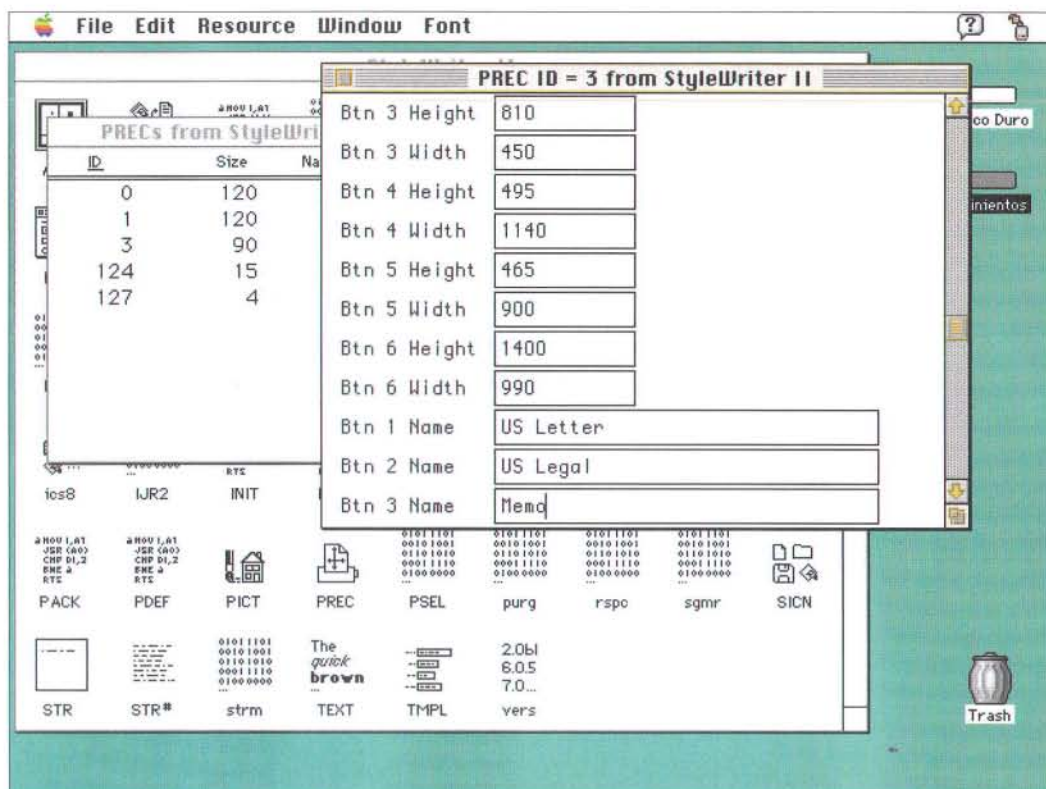 File Edit Resource Window Font
PREC ID = 3 from StyleWriter II
PRECs from StyleWri
ID Size Na
0 120
1 120
3 90
124 15
127 4
Btn 3 Height 810
Btn 3 Width 450
Btn 4 Height 495
Btn 4 Width 1140
Btn 5 Height 465
Btn 5 Width 900
Btn 6 Height 1400
Btn 6 Width 990
Btn 1 Name US Letter
Btn 2 Name US Legal
Btn 3 Name Memo
co Duro
inientos
ics8 IJR2 INIT
PACK PDEF PICT PREC PSEL purg rspc sgmr SICN
The
quick
brown
2.0b1
6.0.5
7.0...
STR STR# strm TEXT TMPL vers
Trash